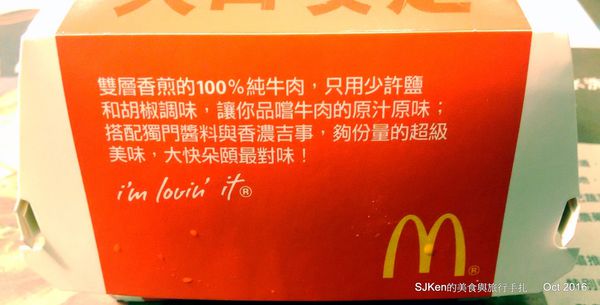 雙層香煎的100%純牛肉，只用少許鹽
和胡椒調味，讓你品嚐牛肉的原汁原味；
搭配獨門醬料與香濃吉事，夠份量的超級
美味，大快朵頤最對味！
i'm lovin' it®
®
SJKen的美食與旅行手扎 Oct 2016